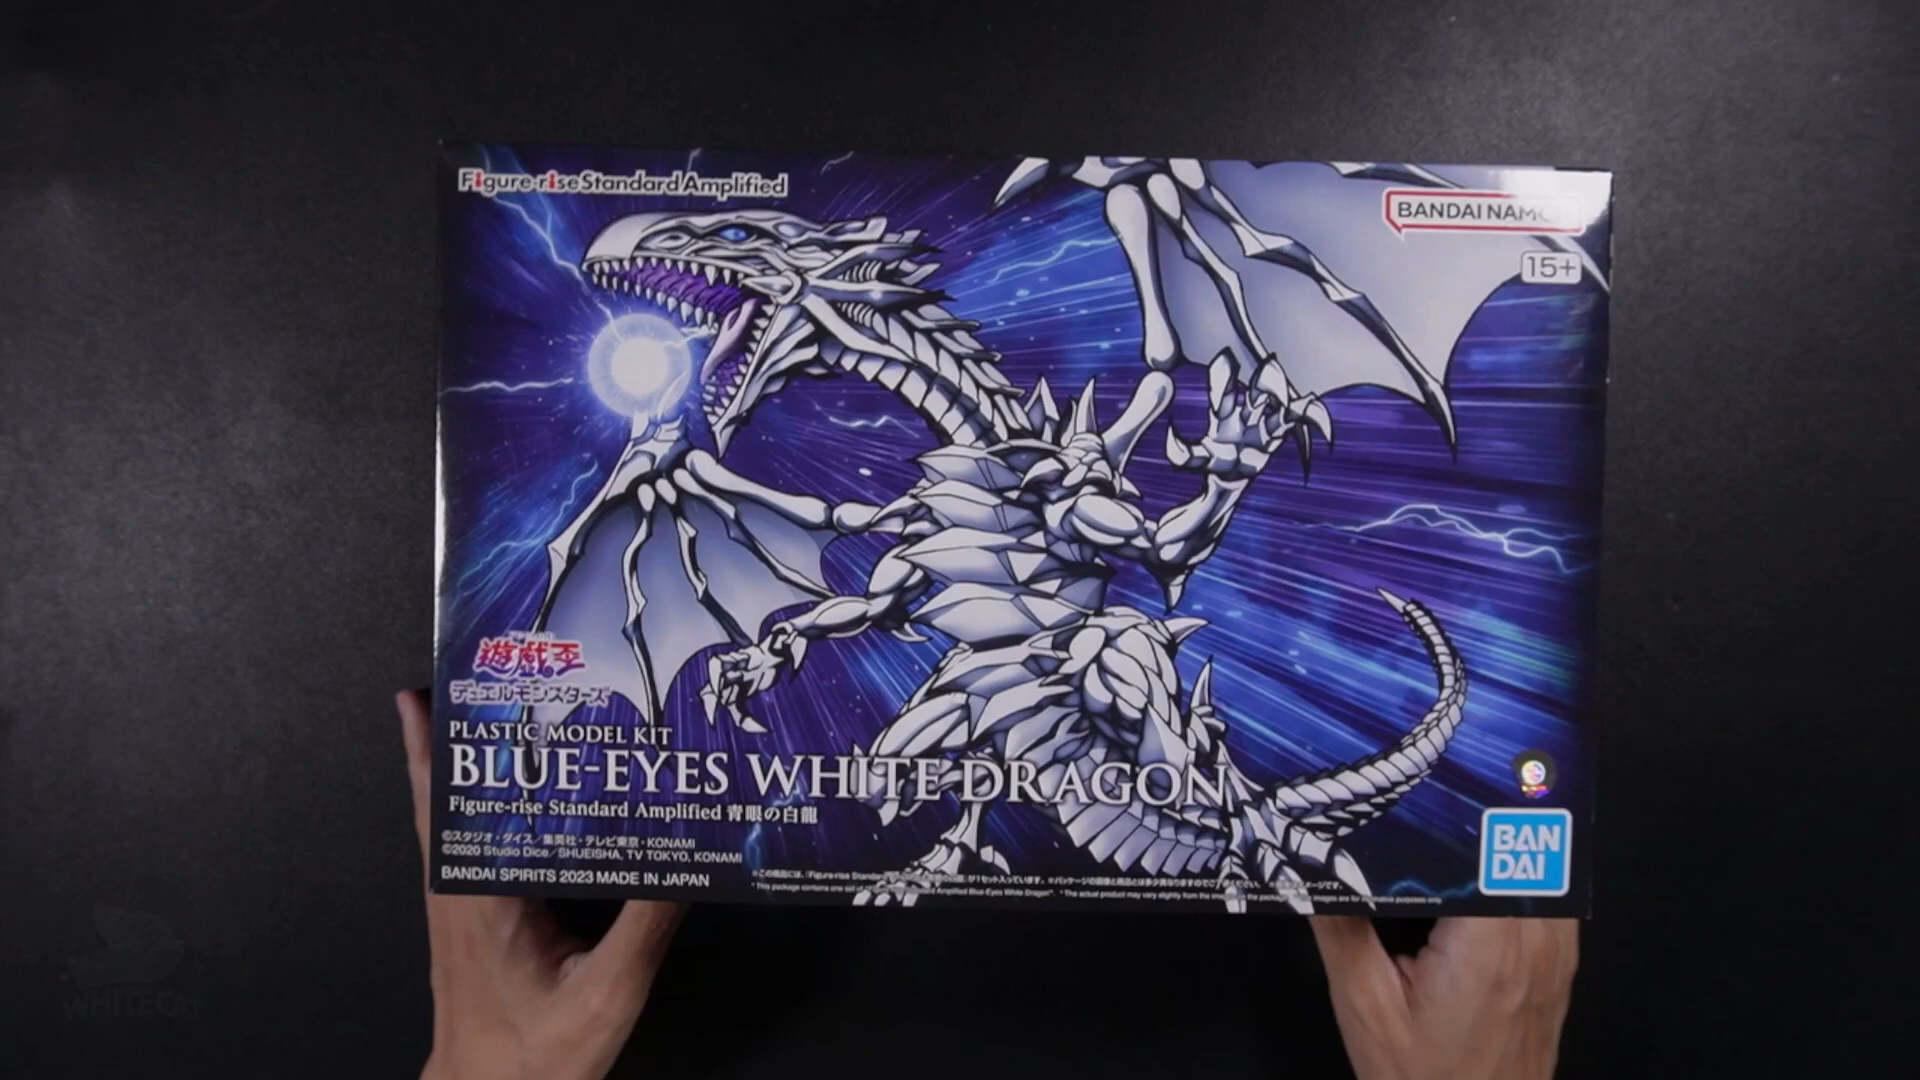 Figure-rise Standard Amplified
BANDAI NAMCO
15+
遊戯王
デュエルモンスターズ
PLASTIC MODEL KIT
BLUE-EYES WHITE DRAGON
Figure-rise Standard Amplified 青眼の白龍
©スタジオ・ダイス／集英社・テレビ東京・KONAMI
©2020 Studio Dice／SHUEISHA, TV TOKYO, KONAMI
BANDAI SPIRITS 2023 MADE IN JAPAN
BAN
DAI
WHITECAT